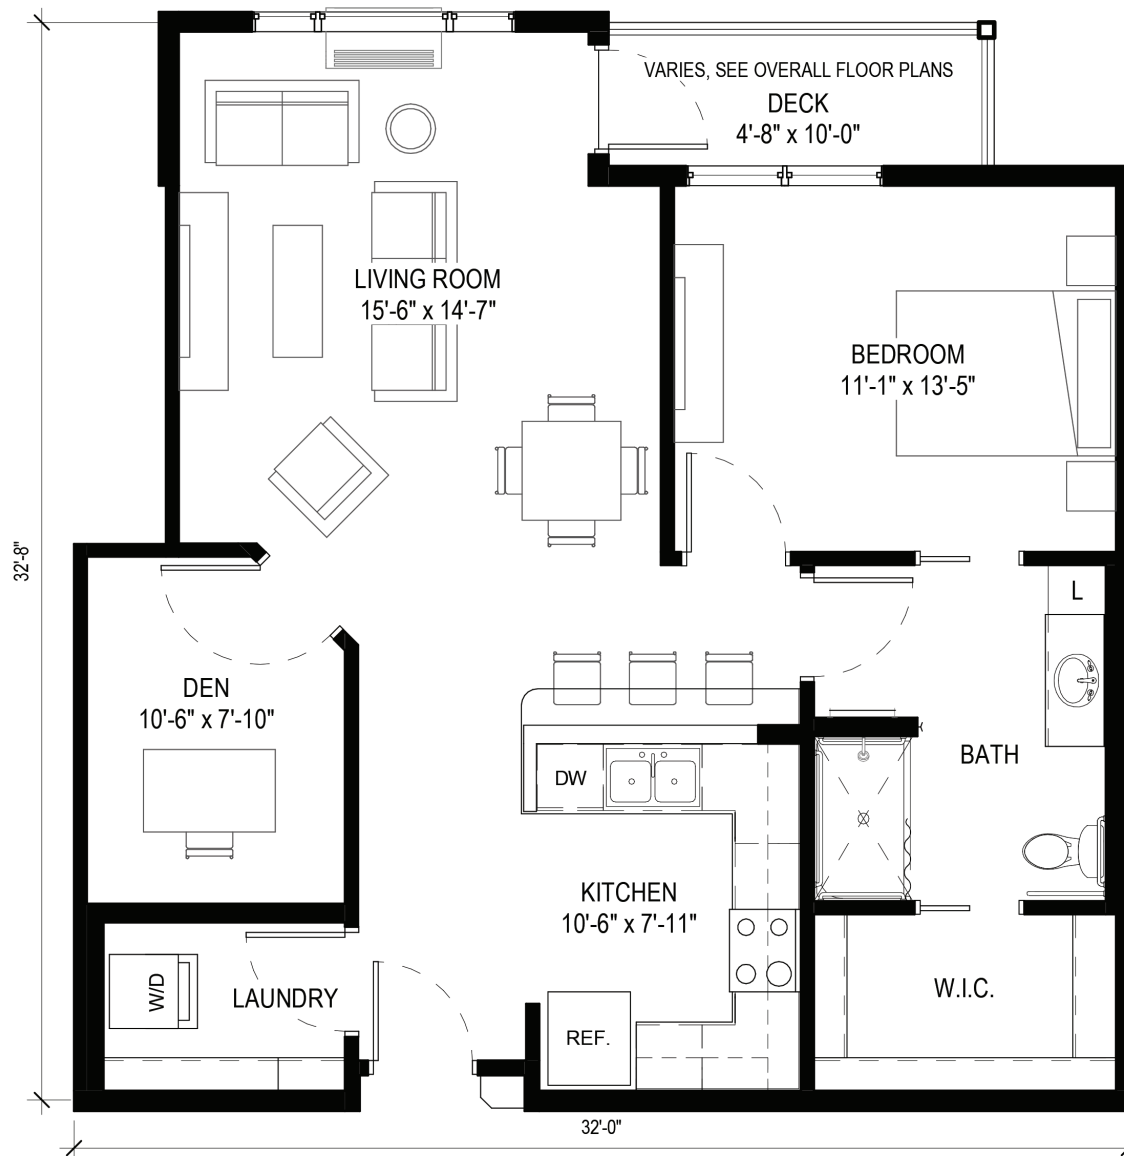 VARIES, SEE OVERALL FLOOR PLANS
DECK
4'-8" x 10'-0"
LIVING ROOM
15'-6" x 14'-7"
BEDROOM
11'-1" x 13'-5"
32'-8"
L
DEN
10'-6" x 7'-10"
BATH
DW
KITCHEN
10'-6" x 7'-11"
W/D
LAUNDRY
W.I.C.
REF.
32'-0"